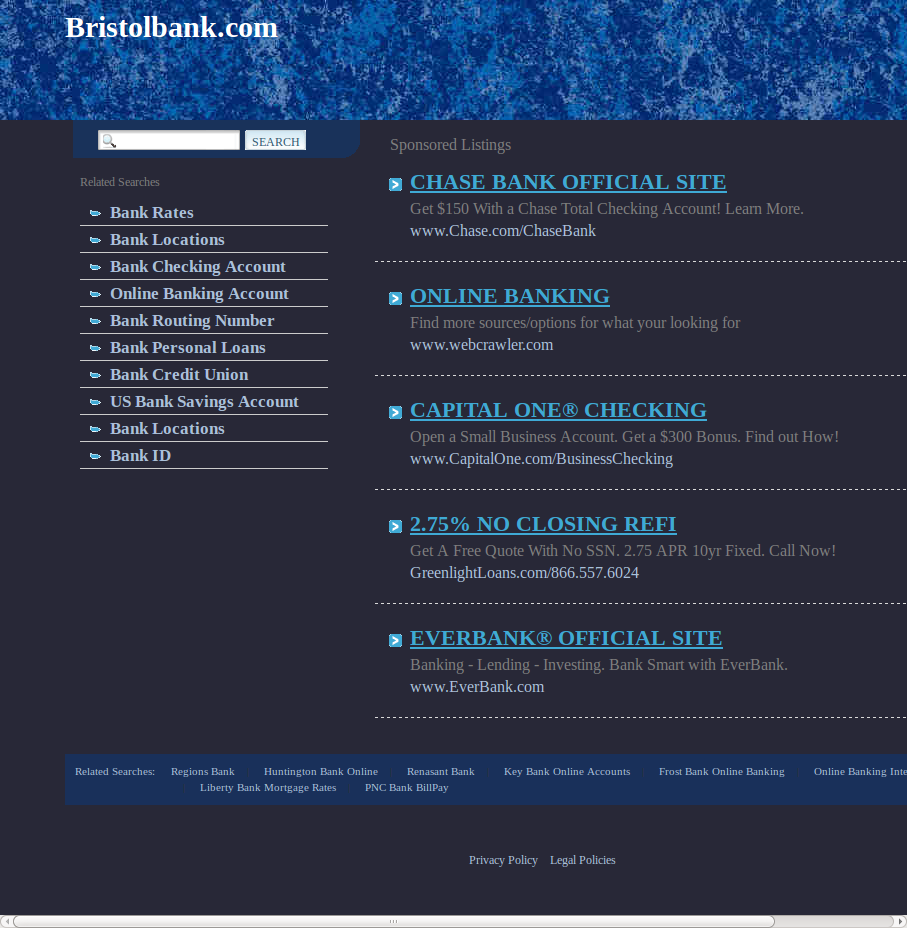 Bristolbank.com
SEARCH
Related Searches
Bank Rates
Bank Locations
Bank Checking Account
Online Banking Account
Bank Routing Number
Bank Personal Loans
Bank Credit Union
US Bank Savings Account
Bank Locations
Bank ID
Sponsored Listings
CHASE BANK OFFICIAL SITE
Get $150 With a Chase Total Checking Account! Learn More.
www.Chase.com/ChaseBank
ONLINE BANKING
Find more sources/options for what your looking for
www.webcrawler.com
CAPITAL ONE® CHECKING
Open a Small Business Account. Get a $300 Bonus. Find out How!
www.CapitalOne.com/BusinessChecking
2.75% NO CLOSING REFI
Get A Free Quote With No SSN. 2.75 APR 10yr Fixed. Call Now!
GreenlightLoans.com/866.557.6024
EVERBANK® OFFICIAL SITE
Banking - Lending - Investing. Bank Smart with EverBank.
www.EverBank.com
Related Searches: Regions Bank Huntington Bank Online Renasant Bank Key Bank Online Accounts Frost Bank Online Banking Online Banking Inte
Liberty Bank Mortgage Rates PNC Bank BillPay
Privacy Policy Legal Policies